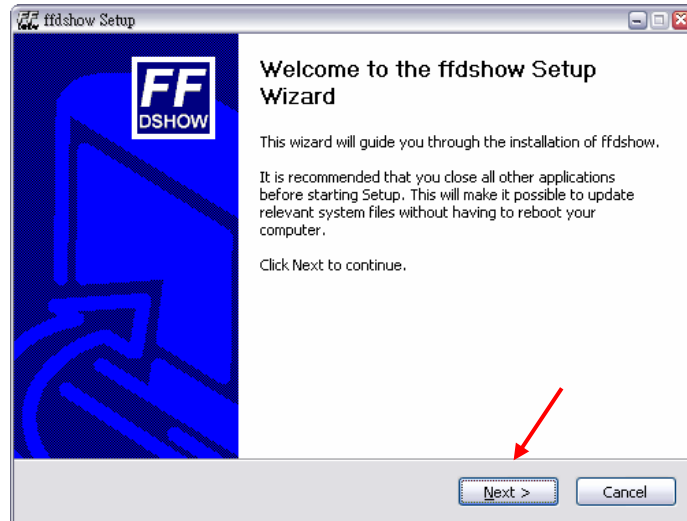 ffdshow Setup
FF
DSHOW
Welcome to the ffdshow Setup
Wizard
This wizard will guide you through the installation of ffdshow.
It is recommended that you close all other applications
before starting Setup. This will make it possible to update
relevant system files without having to reboot your
computer.
Click Next to continue.
Next >
Cancel